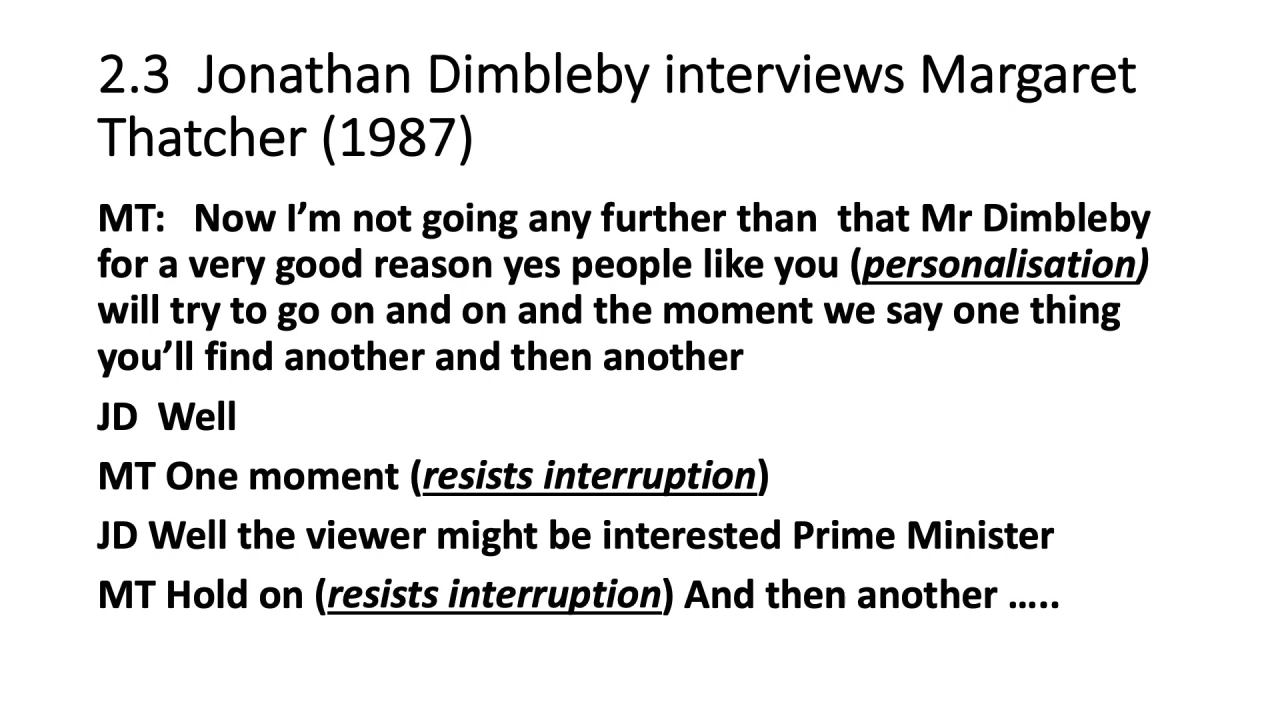 2.3  Jonathan Dimbleby interviews Margaret
Thatcher (1987)
MT:   Now I’m not going any further than  that Mr Dimbleby
for a very good reason yes people like you (personalisation)
will try to go on and on and the moment we say one thing
you’ll find another and then another
JD  Well
MT One moment (resists interruption)
JD Well the viewer might be interested Prime Minister
MT Hold on (resists interruption) And then another …..